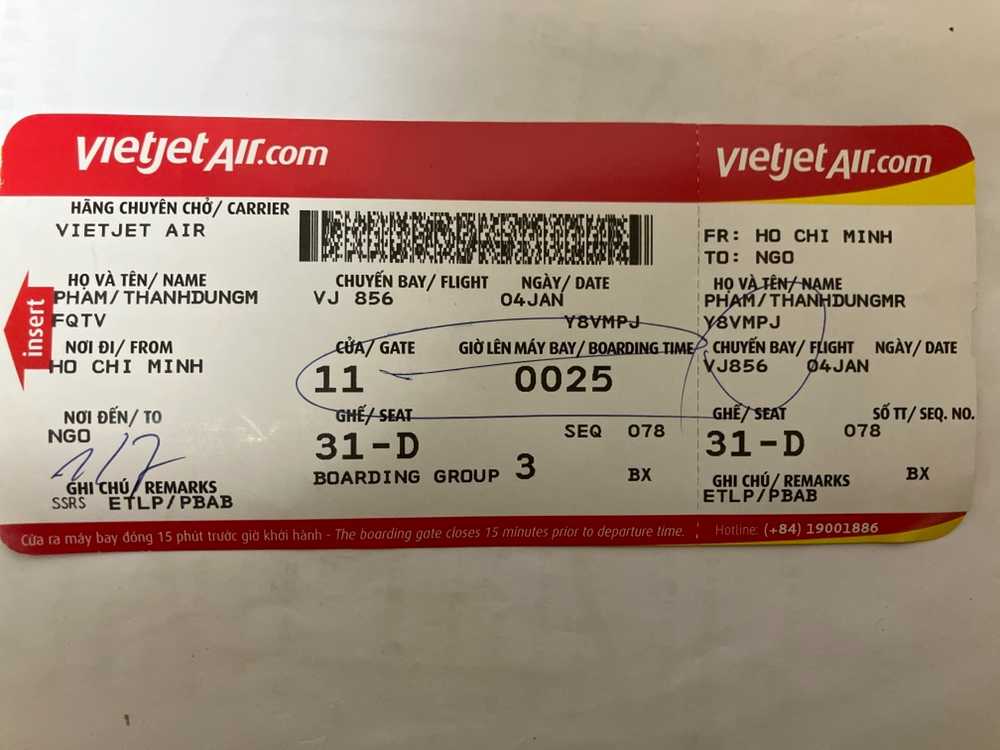 vietjet Air.com
HÃNG CHUYÊN CHỞ/ CARRIER
VIETJET AIR
HỌ VÀ TÊN/ NAME
PHAM/THANHDUNGM
FQTV
CHUYẾN BAY/ FLIGHT NGÀY/ DATE
VJ 856 04JAN
Y8VMPJ
insert
NƠI ĐI/ FROM
HO CHI MINH
CỬA/ GATE GIỜ LÊN MÁY BAY/ BOARDING TIME
11 0025
NƠI ĐẾN/ TO
NGO
GHẾ/ SEAT
31-D SEQ 078
BOARDING GROUP 3 BX
GHI CHÚ/ REMARKS
SSRS ETLP/PBAB
Cửa ra máy bay đóng 15 phút trước giờ khởi hành - The boarding gate closes 15 minutes prior to departure time.
vietjet Air.com
FR: HO CHI MINH
TO: NGO
HỌ VÀ TÊN/ NAME
PHAM/THANHDUNGMR
Y8VMPJ
CHUYẾN BAY/ FLIGHT NGÀY/ DATE
VJ856 04JAN
GHẾ/ SEAT SỐ TT/ SEQ. NO.
31-D 078
GHI CHÚ/ REMARKS BX
ETLP/PBAB
Hotline: (+84) 19001886